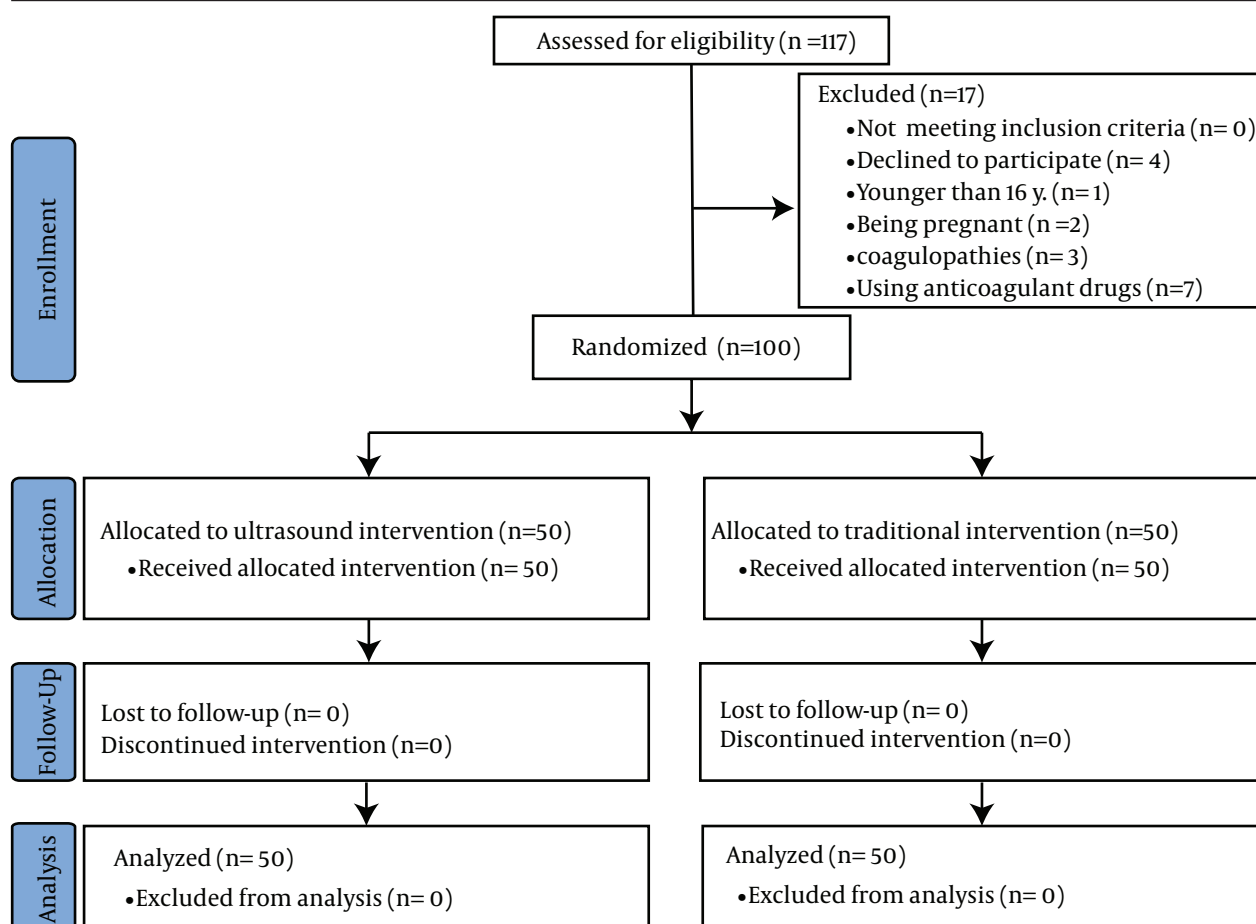 Assessed for eligibility (n =117)
Excluded (n=17)
•Not meeting inclusion criteria (n= 0)
•Declined to participate (n= 4)
•Younger than 16 y. (n= 1)
•Being pregnant (n =2)
•coagulopathies (n= 3)
•Using anticoagulant drugs (n=7)
Enrollment
Randomized (n=100)
Allocation
Allocated to ultrasound intervention (n=50)
•Received allocated intervention (n= 50)
Allocated to traditional intervention (n=50)
•Received allocated intervention (n= 50)
Follow-Up
Lost to follow-up (n= 0)
Discontinued intervention (n=0)
Lost to follow-up (n= 0)
Discontinued intervention (n=0)
Analysis
Analyzed (n= 50)
•Excluded from analysis (n= 0)
Analyzed (n= 50)
•Excluded from analysis (n= 0)